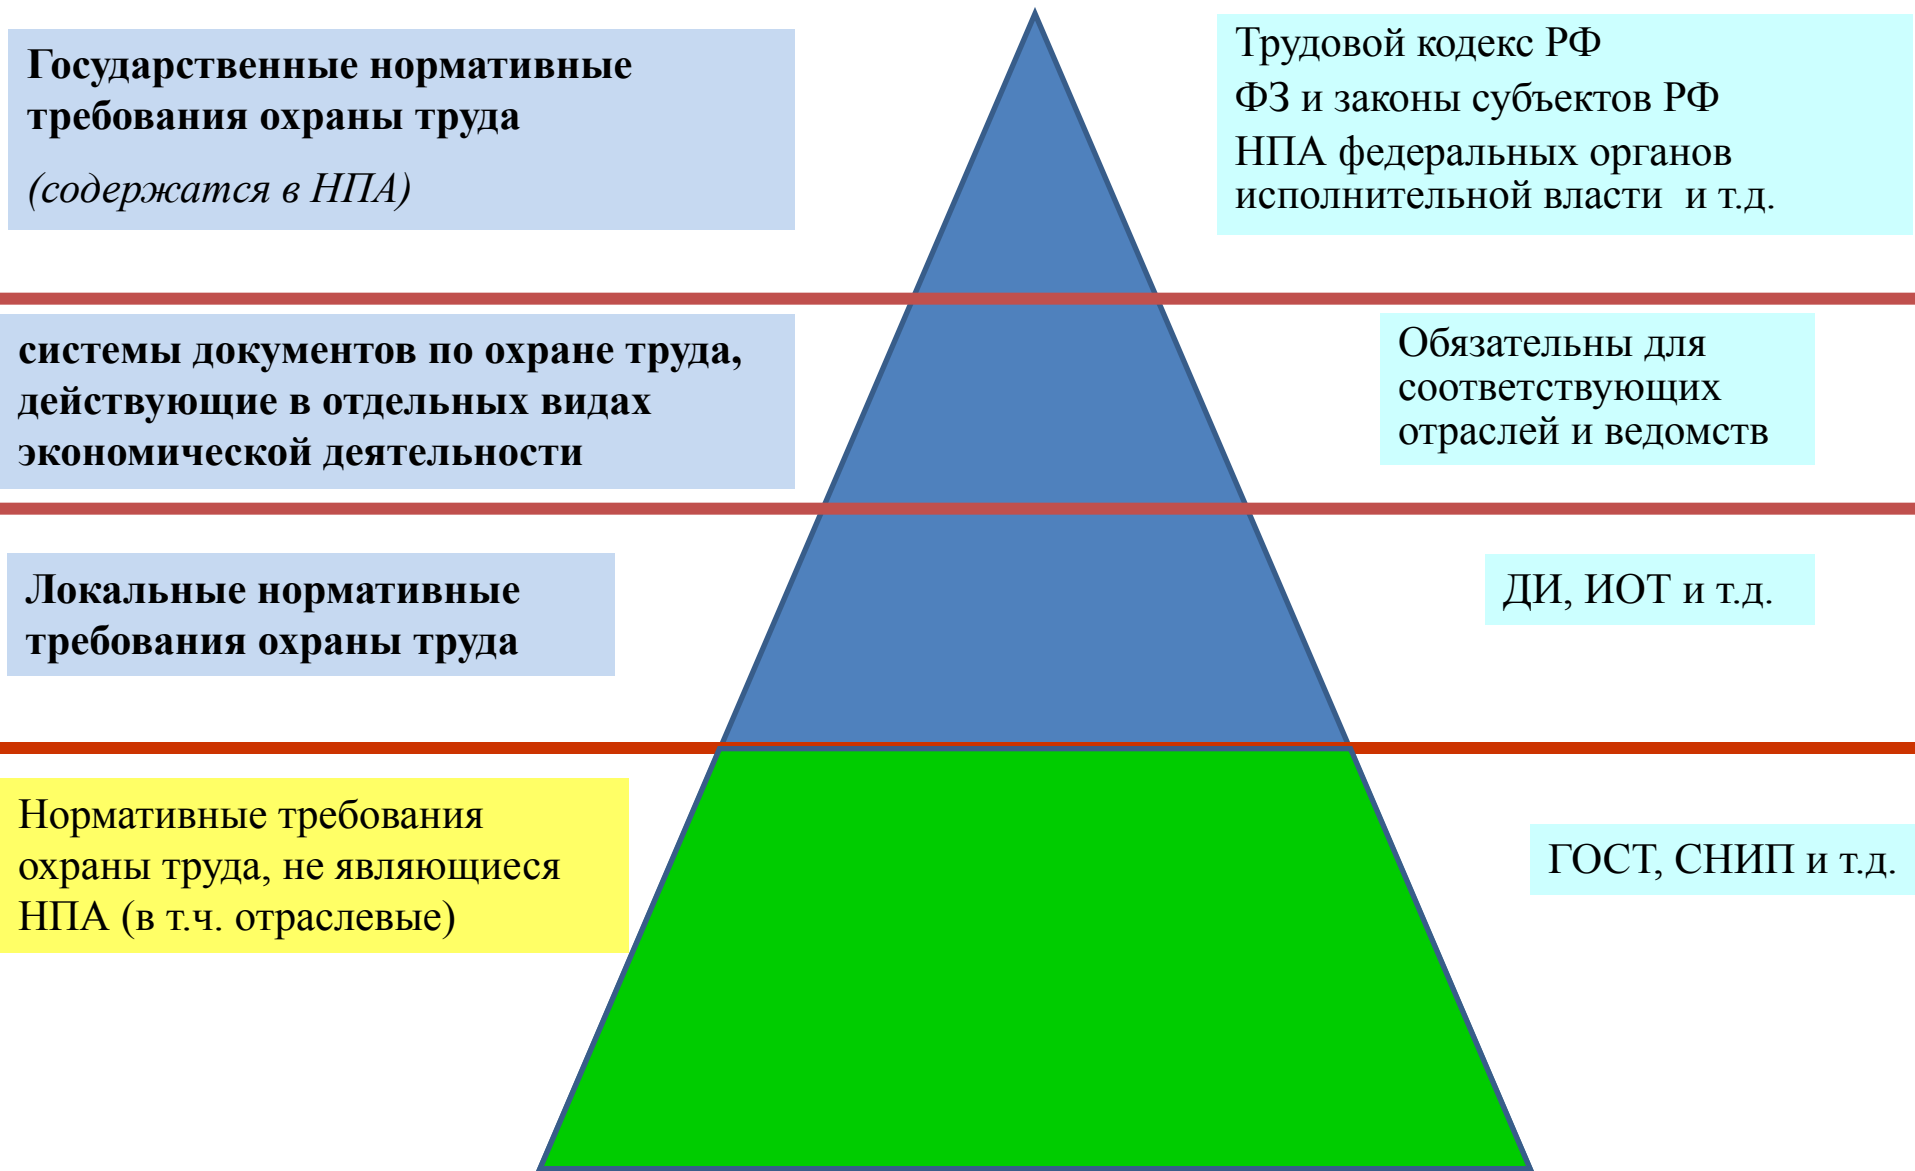 Государственные нормативные
требования охраны труда
(содержатся в НПА)
Трудовой кодекс РФ
ФЗ и законы субъектов РФ
НПА федеральных органов
исполнительной власти и т.д.
системы документов по охране труда,
действующие в отдельных видах
экономической деятельности
Обязательны для
соответствующих
отраслей и ведомств
Локальные нормативные
требования охраны труда
ДИ, ИОТ и т.д.
Нормативные требования
охраны труда, не являющиеся
НПА (в т.ч. отраслевые)
ГОСТ, СНИП и т.д.